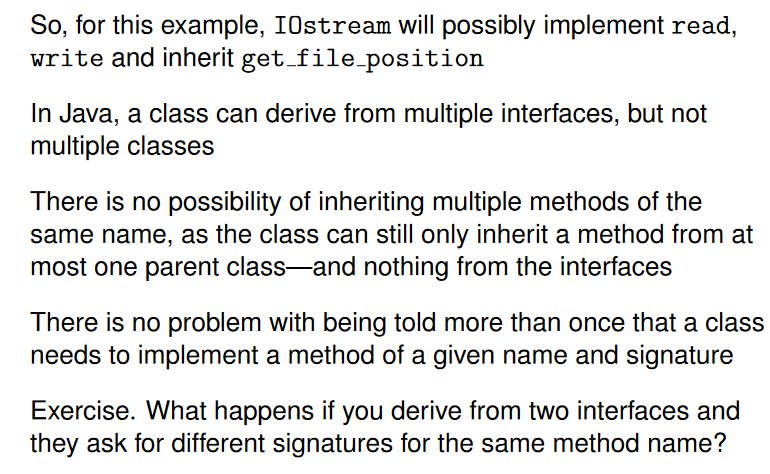 So, for this example, IOstream will possibly implement read,
write and inherit get_file_position
In Java, a class can derive from multiple interfaces, but not
multiple classes
There is no possibility of inheriting multiple methods of the
same name, as the class can still only inherit a method from at
most one parent class—and nothing from the interfaces
There is no problem with being told more than once that a class
needs to implement a method of a given name and signature
Exercise. What happens if you derive from two interfaces and
they ask for different signatures for the same method name?